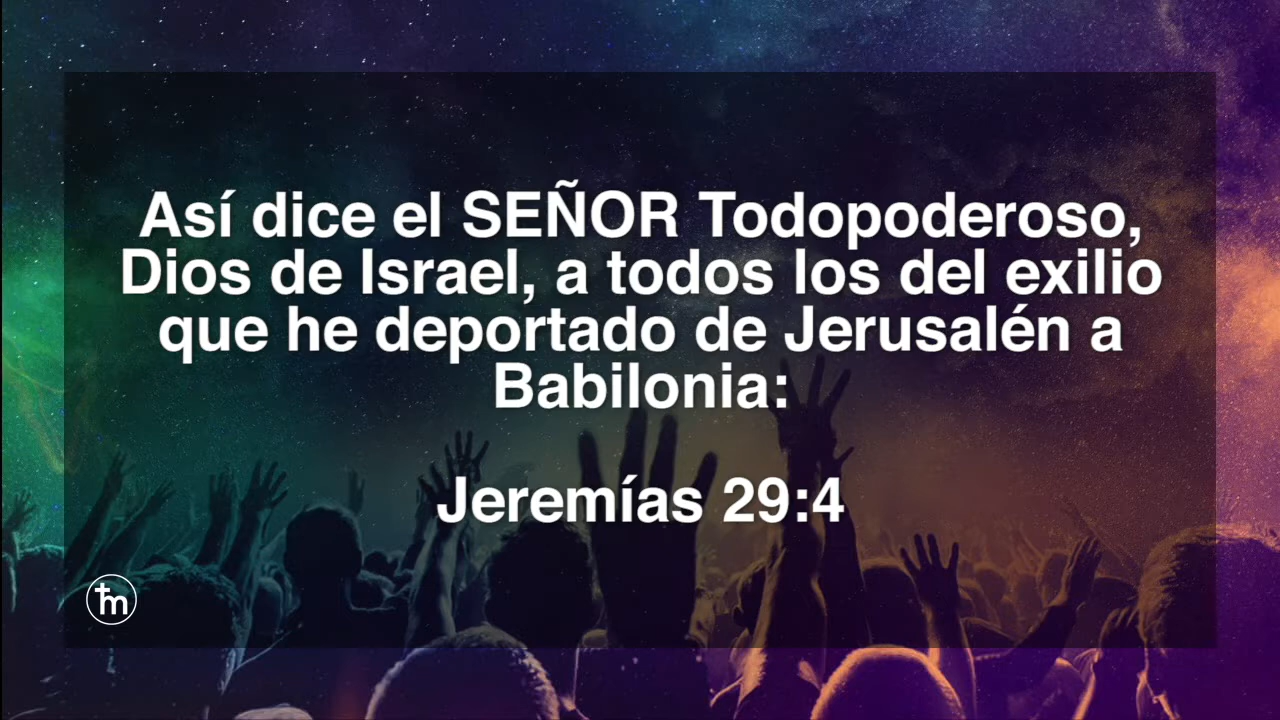 Así dice el SEÑOR Todopoderoso,
Dios de Israel, a todos los del exilio
que he deportado de Jerusalén a
Babilonia:
Jeremías 29:4
tm